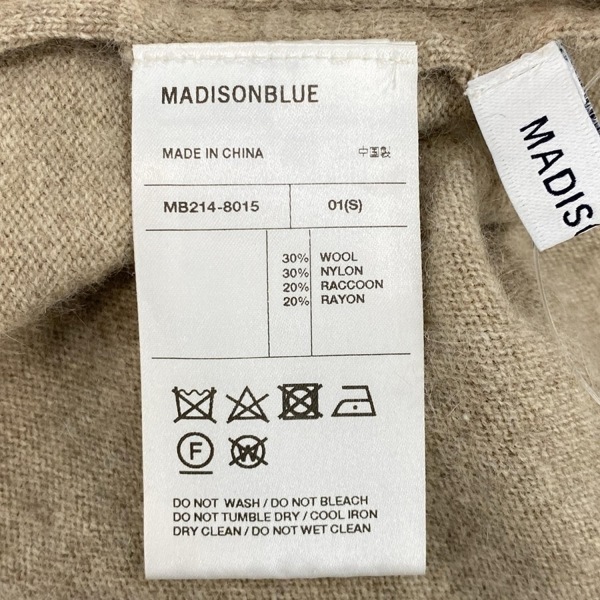 MADISONBLUE
MADE IN CHINA 中国製
MB214-8015 01(S)
30% WOOL
30% NYLON
20% RACCOON
20% RAYON
F W
DO NOT WASH / DO NOT BLEACH
DO NOT TUMBLE DRY / COOL IRON
DRY CLEAN / DO NOT WET CLEAN
MADIS